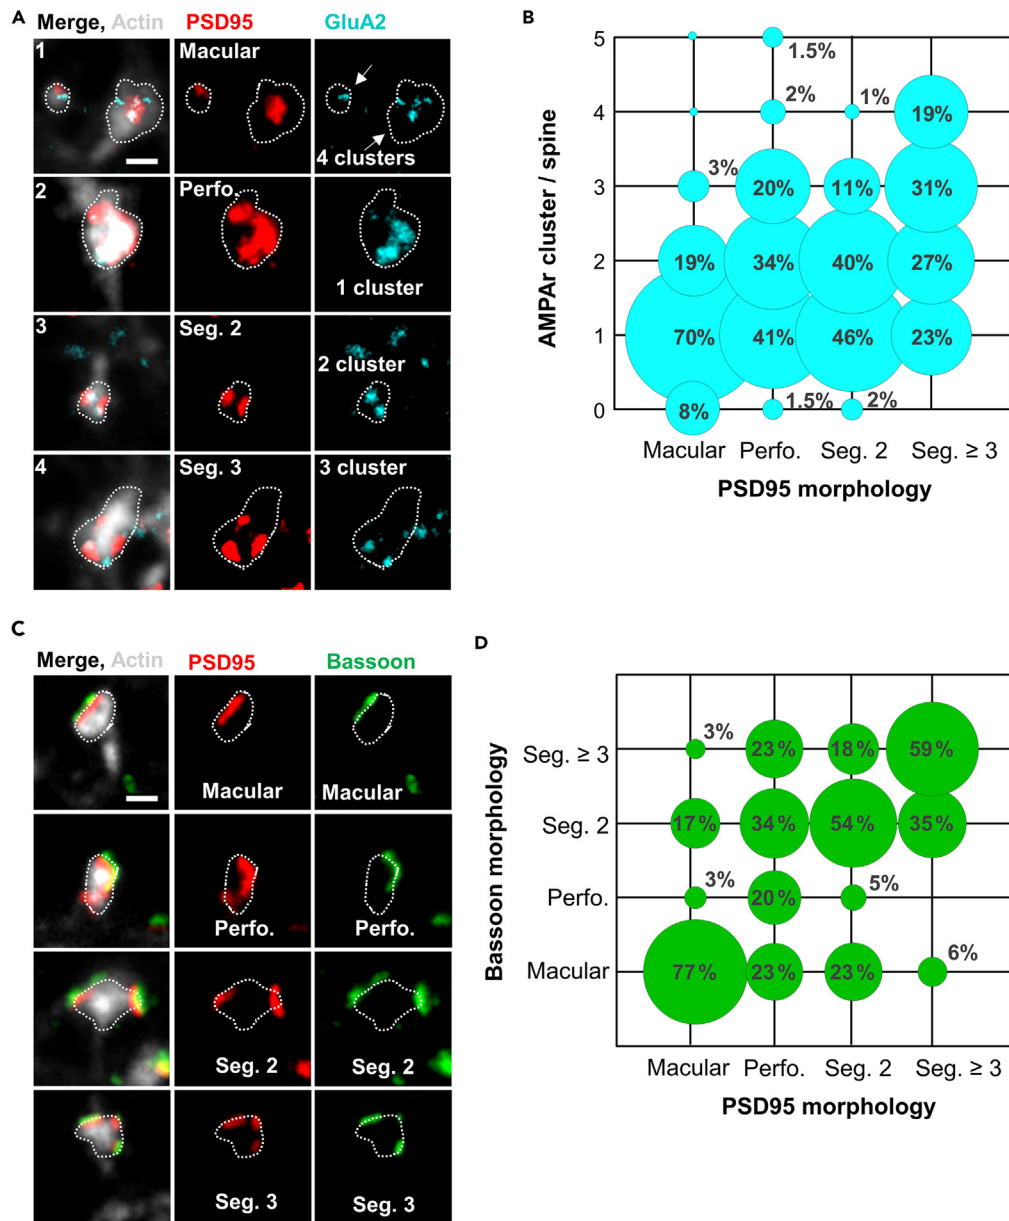 A
Merge, Actin PSD95 GluA2
1 Macular
4 clusters
2 Perfo.
1 cluster
3 Seg. 2
2 cluster
4 Seg. 3 3 cluster
B
AMPAr cluster / spine
5
1.5%
4
2% 1% 19%
3
3% 20% 11% 31%
2
19% 34% 40% 27%
1
70% 41% 46% 23%
0
8% 1.5% 2%
Macular Perfo. Seg. 2 Seg. ≥ 3
PSD95 morphology
C
Merge, Actin PSD95 Bassoon
Macular Macular
Perfo. Perfo.
Seg. 2 Seg. 2
Seg. 3 Seg. 3
D
Bassoon morphology
Seg. ≥ 3 3% 23% 18% 59%
Seg. 2 17% 34% 54% 35%
Perfo. 3% 20% 5%
Macular 77% 23% 23% 6%
Macular Perfo. Seg. 2 Seg. ≥ 3
PSD95 morphology